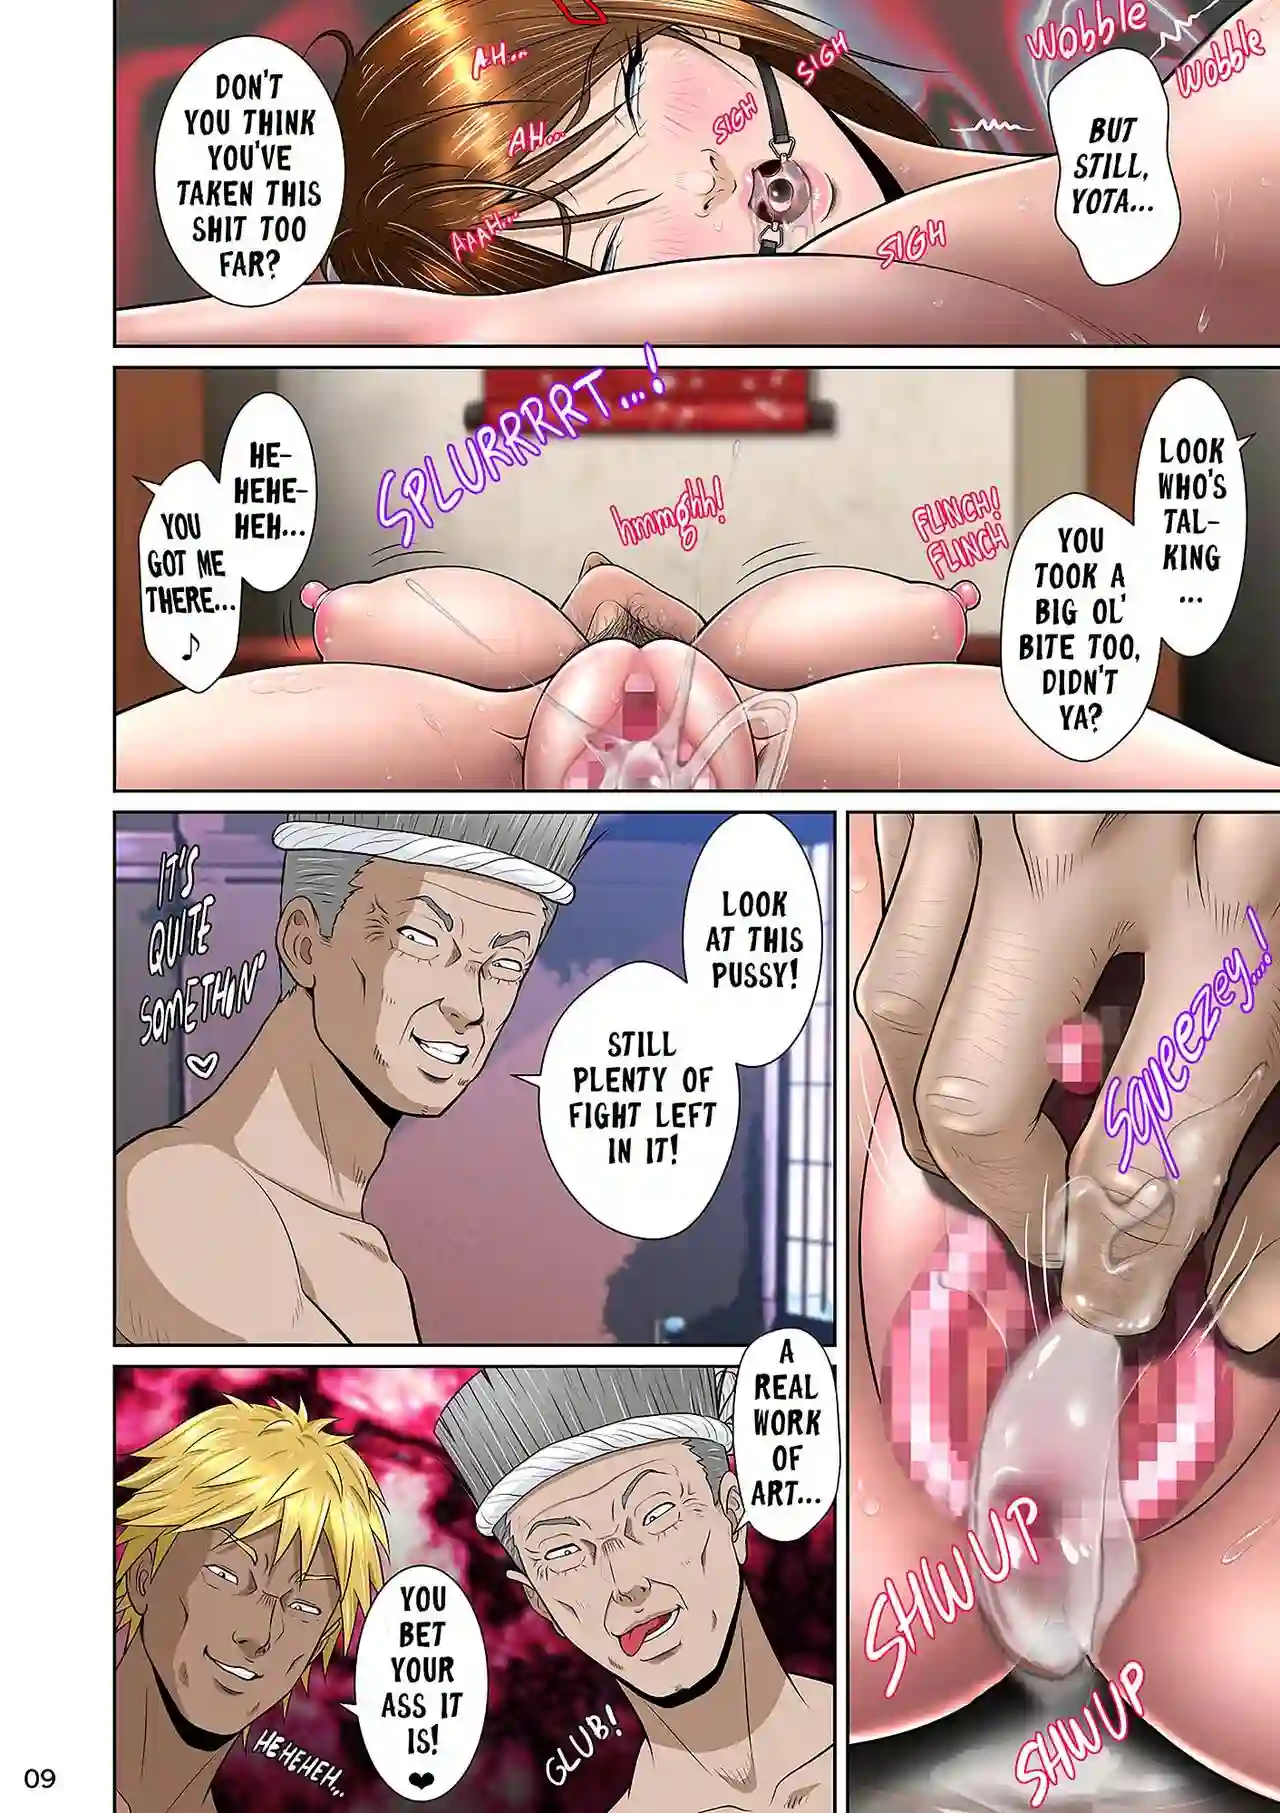 BUT
STILL,
YOTA...
DON'T
YOU THINK
YOU'VE
TAKEN THIS
SHIT TOO
FAR?
AH...
AH...
AAAH...
SIGH
SIGH
SIGH
WOBBLE
WOBBLE
LOOK
WHO'S
TAL-
KING
...
YOU
TOOK A
BIG OL'
BITE TOO,
DIDN'T
YA?
FLINCH!
FLINCH
hmmghh!
SPLURRRRT...!
HE-
HEHE-
HEH...
YOU
GOT ME
THERE...
♪
Squeezey...!
SHWUP
SHWUP
LOOK
AT THIS
PUSSY!
STILL
PLENTY OF
FIGHT LEFT
IN IT!
IT'S
QUITE
SOMETHIN'
♡
A
REAL
WORK
OF
ART...
GLUB!
YOU
BET
YOUR
ASS IT
IS!
❤
HEHEHEH...
09